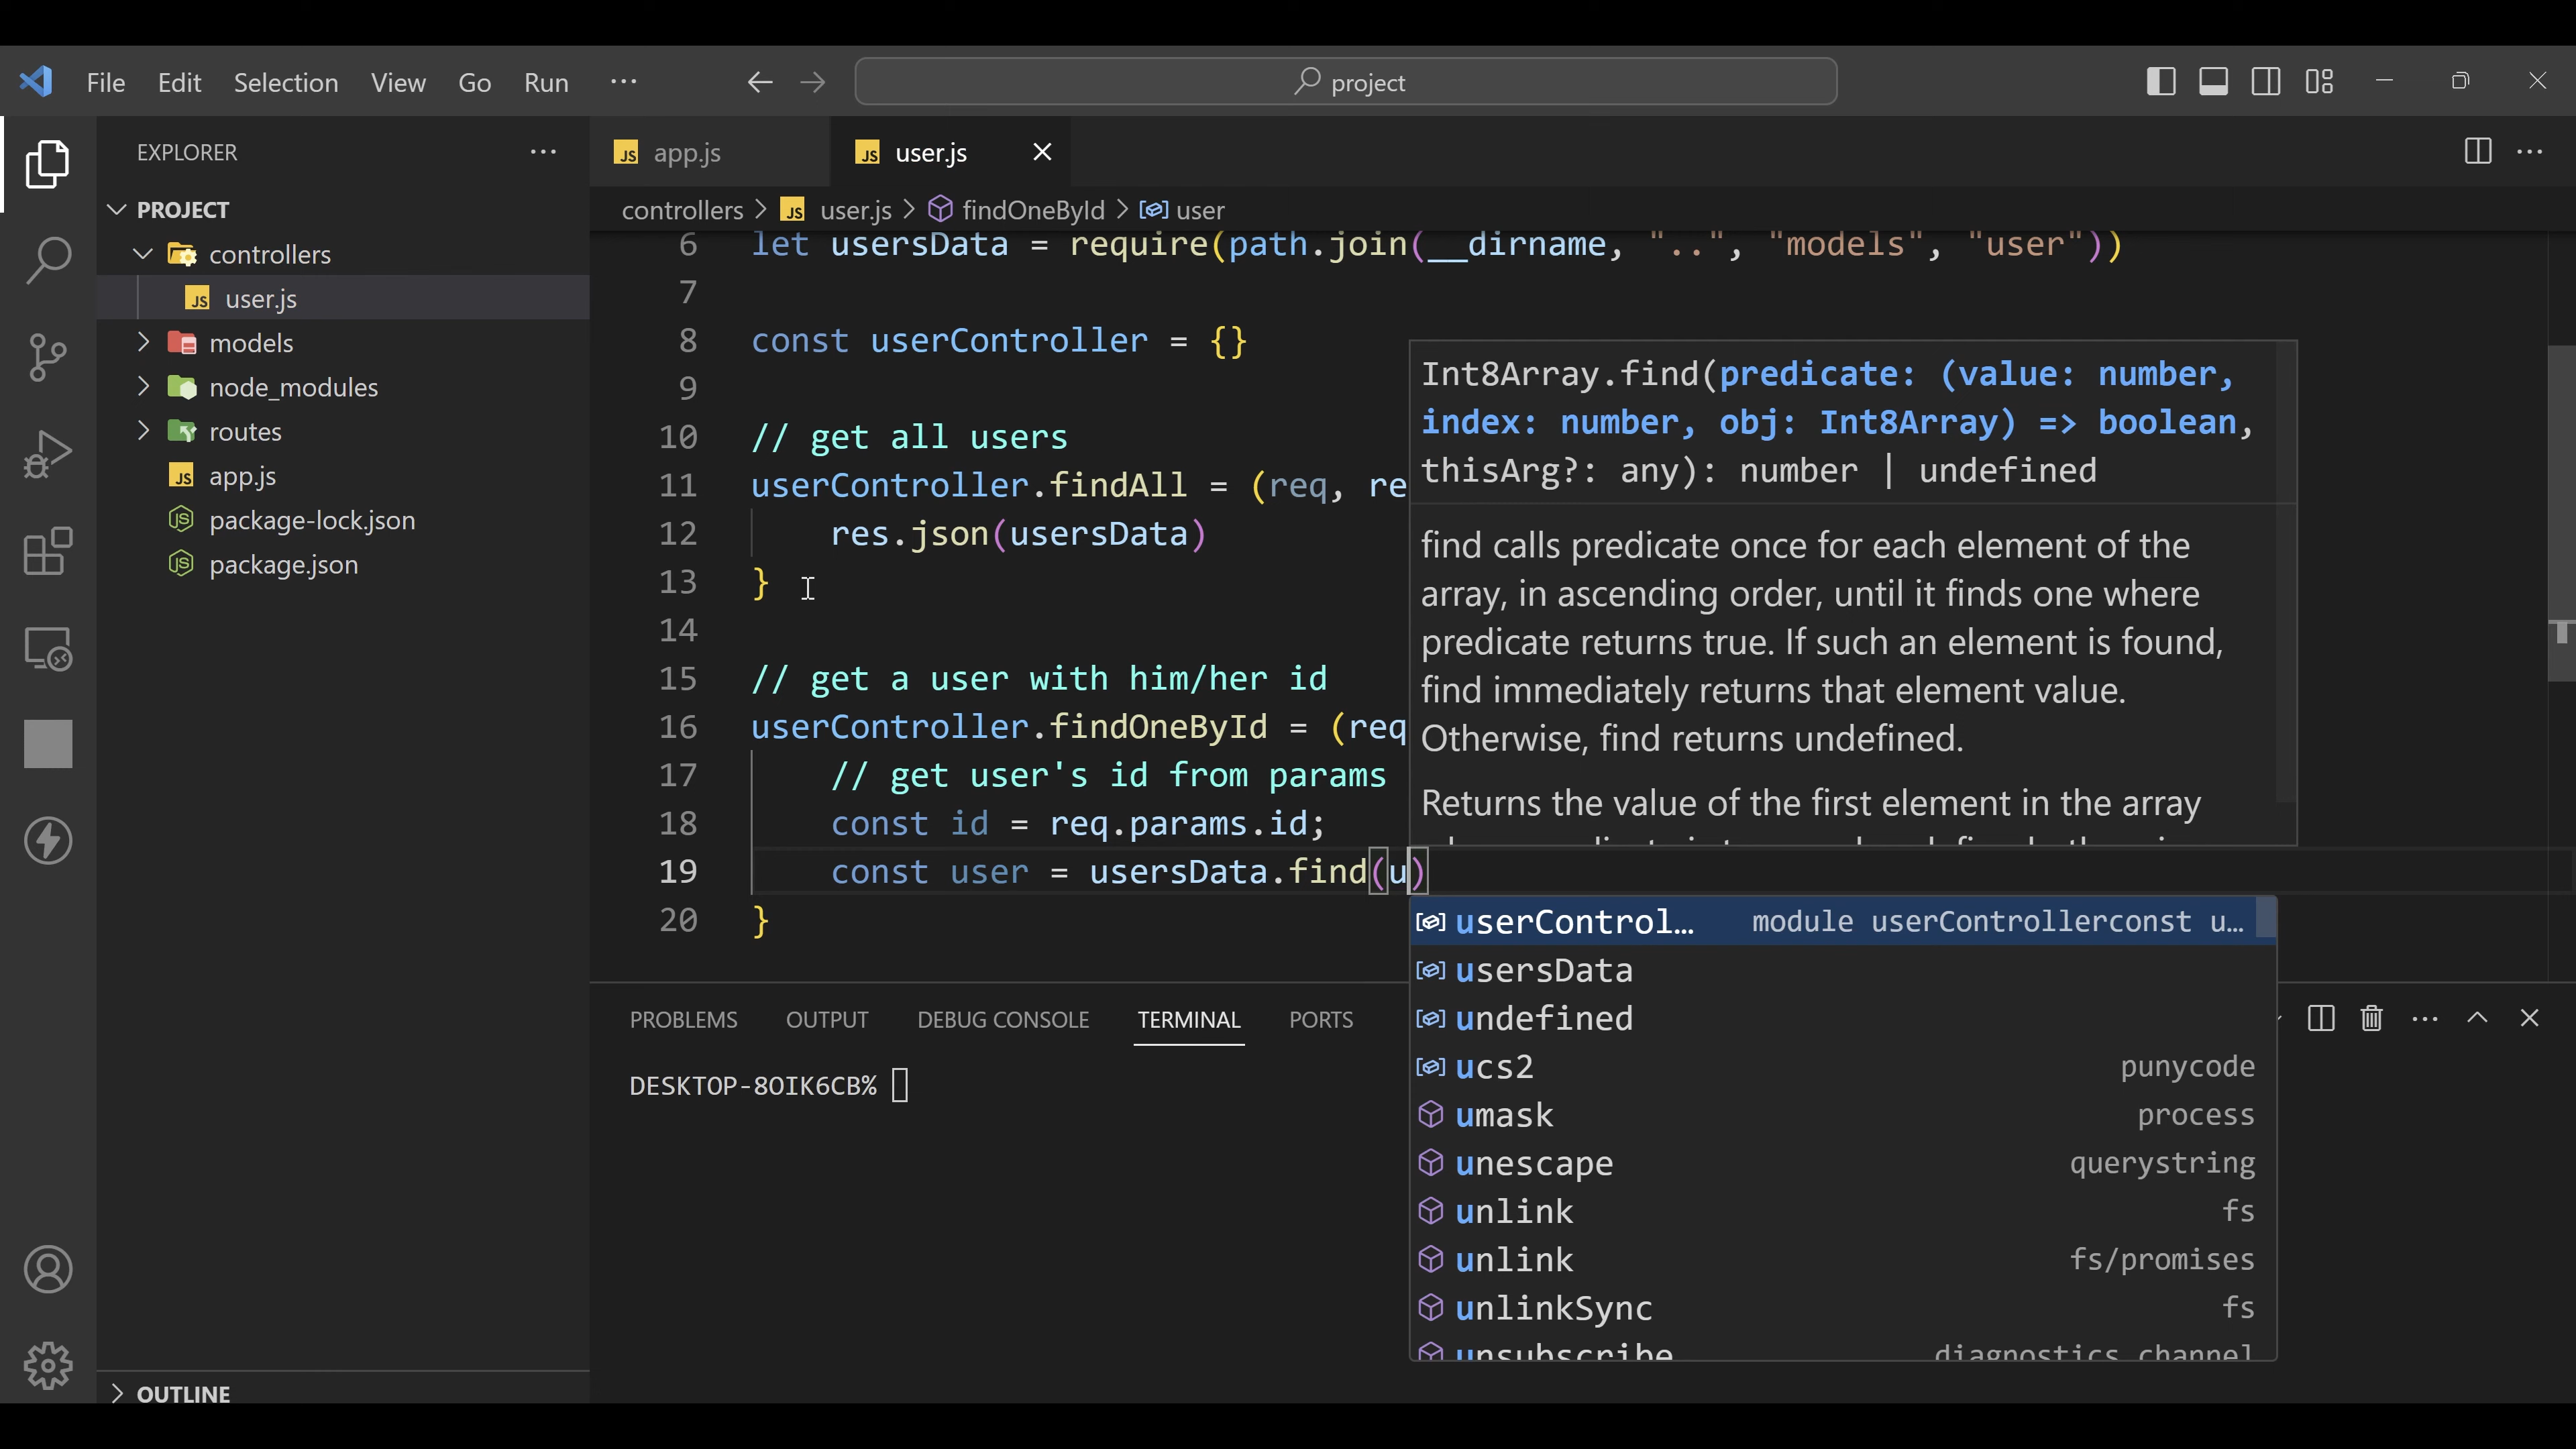 File Edit Selection View Go Run ··· project
EXPLORER ···
PROJECT
controllers
user.js
models
node_modules
routes
app.js
package-lock.json
package.json
OUTLINE
app.js user.js
controllers > user.js > findOneById > user
6 let usersData = require(path.join(__dirname, "..", "models", "user"))
7
8 const userController = {}
9
10 // get all users
11 userController.findAll = (req, re
12 res.json(usersData)
13 }
14
15 // get a user with him/her id
16 userController.findOneById = (req
17 // get user's id from params
18 const id = req.params.id;
19 const user = usersData.find(u)
20 }
Int8Array.find(predicate: (value: number,
index: number, obj: Int8Array) => boolean,
thisArg?: any): number | undefined
find calls predicate once for each element of the
array, in ascending order, until it finds one where
predicate returns true. If such an element is found,
find immediately returns that element value.
Otherwise, find returns undefined.
Returns the value of the first element in the array
userControl… module userControllerconst u…
usersData
undefined
ucs2 punycode
umask process
unescape querystring
unlink fs
unlink fs/promises
unlinkSync fs
unsubscribe diagnostics_channel
PROBLEMS OUTPUT DEBUG CONSOLE TERMINAL PORTS
DESKTOP-8OIK6CB%